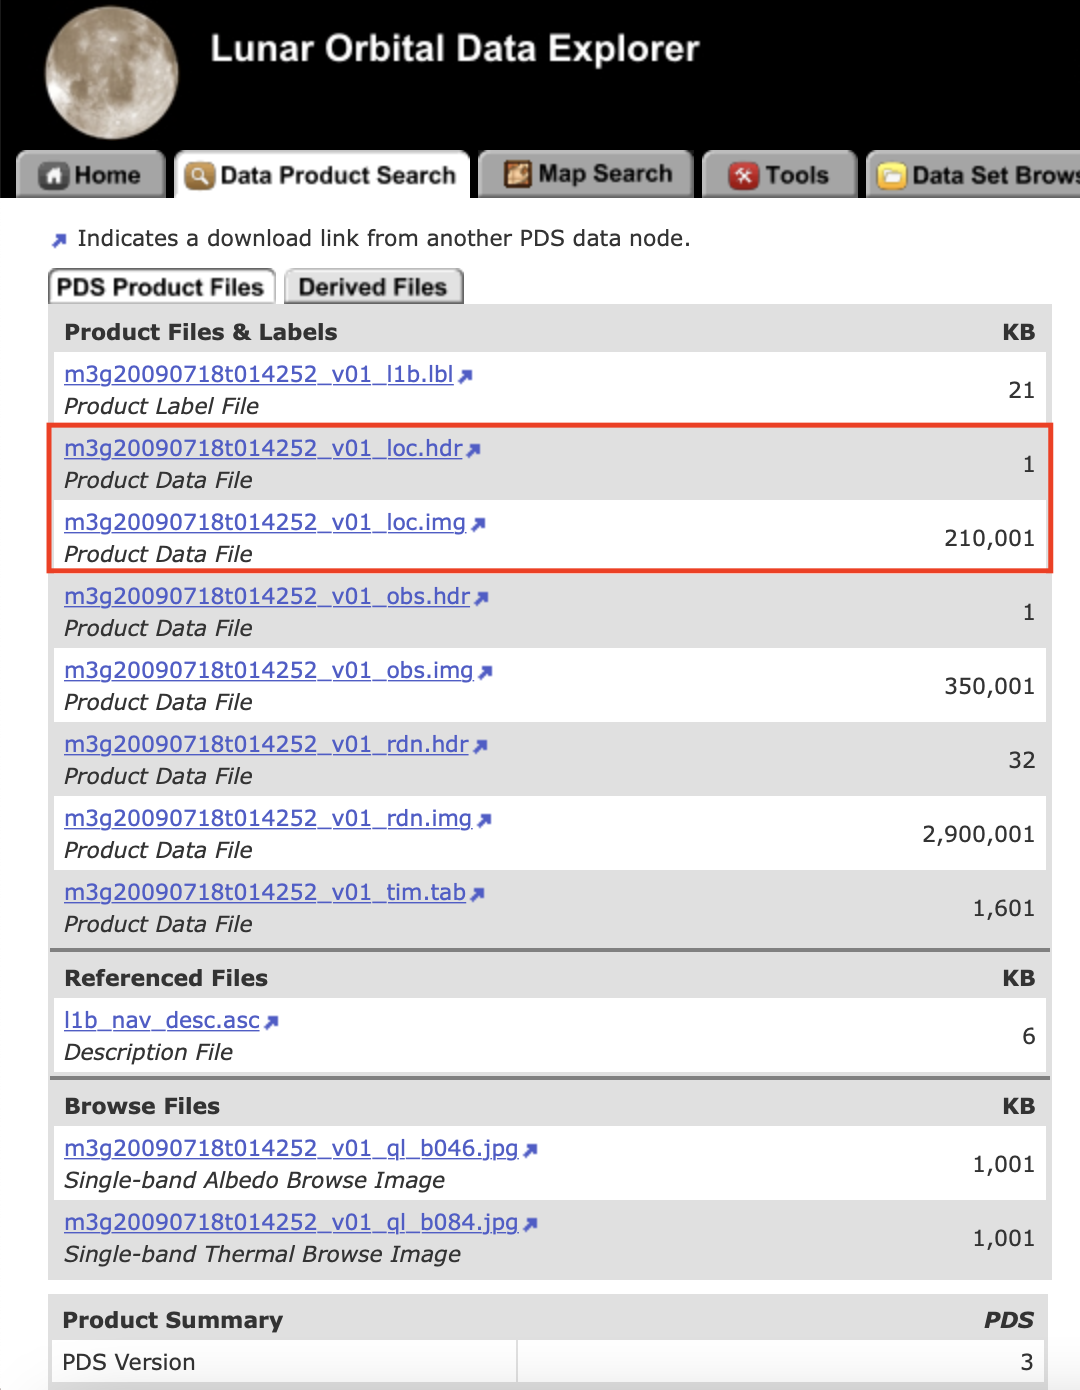 Lunar Orbital Data Explorer
Home
Data Product Search
Map Search
Tools
Data Set Brows
Indicates a download link from another PDS data node.
PDS Product Files
Derived Files
Product Files & Labels KB
m3g20090718t014252_v01_l1b.lbl
Product Label File
21
m3g20090718t014252_v01_loc.hdr
Product Data File
1
m3g20090718t014252_v01_loc.img
Product Data File
210,001
m3g20090718t014252_v01_obs.hdr
Product Data File
1
m3g20090718t014252_v01_obs.img
Product Data File
350,001
m3g20090718t014252_v01_rdn.hdr
Product Data File
32
m3g20090718t014252_v01_rdn.img
Product Data File
2,900,001
m3g20090718t014252_v01_tim.tab
Product Data File
1,601
Referenced Files KB
l1b_nav_desc.asc
Description File
6
Browse Files KB
m3g20090718t014252_v01_ql_b046.jpg
Single-band Albedo Browse Image
1,001
m3g20090718t014252_v01_ql_b084.jpg
Single-band Thermal Browse Image
1,001
Product Summary PDS
PDS Version 3